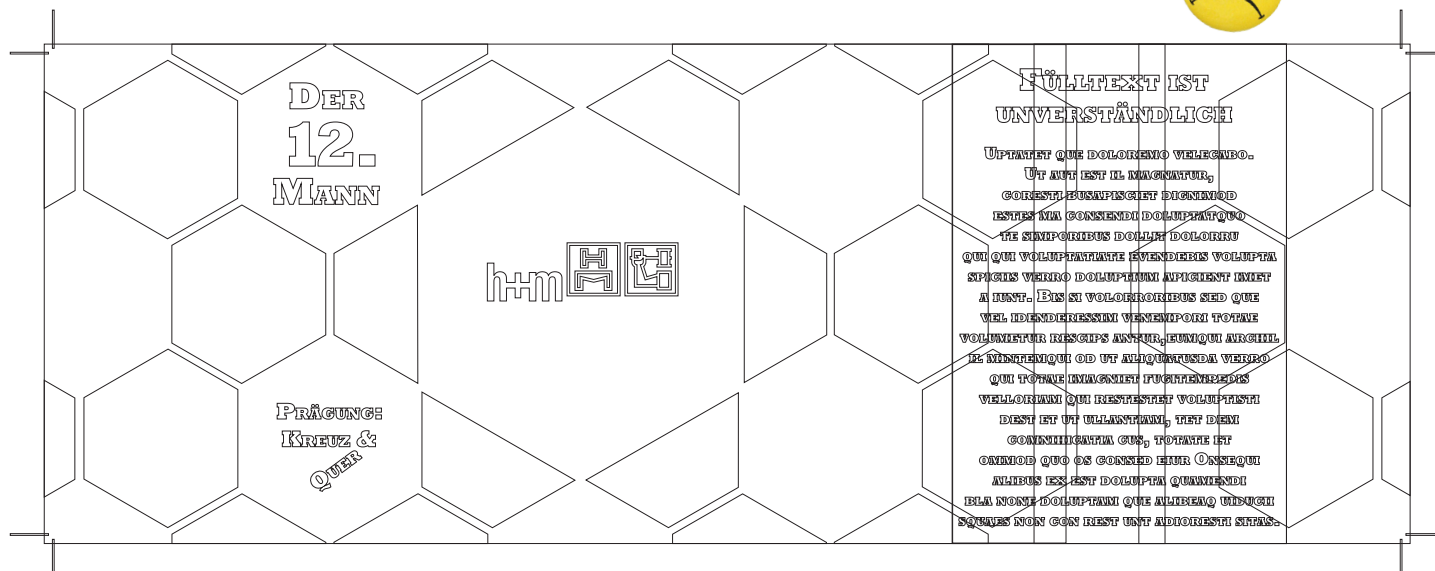 Der
12.
Mann
Prägung:
Kreuz &
Quer
h+m
Fülltext ist
unverständlich
Uptatet que doloremo velecabo.
Ut aut est il magnatur,
coresti busapisciet dignimod
estes ma consendi doluptatquo
te simporibus dollit dolorru
qui qui voluptatiate evendebis volupta
spiciis verro doluptium apicient imet
a iunt. Bis si volorroribus sed que
vel idenderessim venempori totae
volumetur rescips antur, eumqui archil
il mintemqui od ut aliquatusda verro
qui totae imagniet fugitempedis
velloriam qui restestet voluptisti
dest et ut ullantiam, tet dem
comnihicatia cus, totate et
ommod quo os consed eiur Onsequi
alibus ex est dolupta quamendi
bla none doluptam que alibeaq uiducii
squaes non con rest unt adioresti sitas.